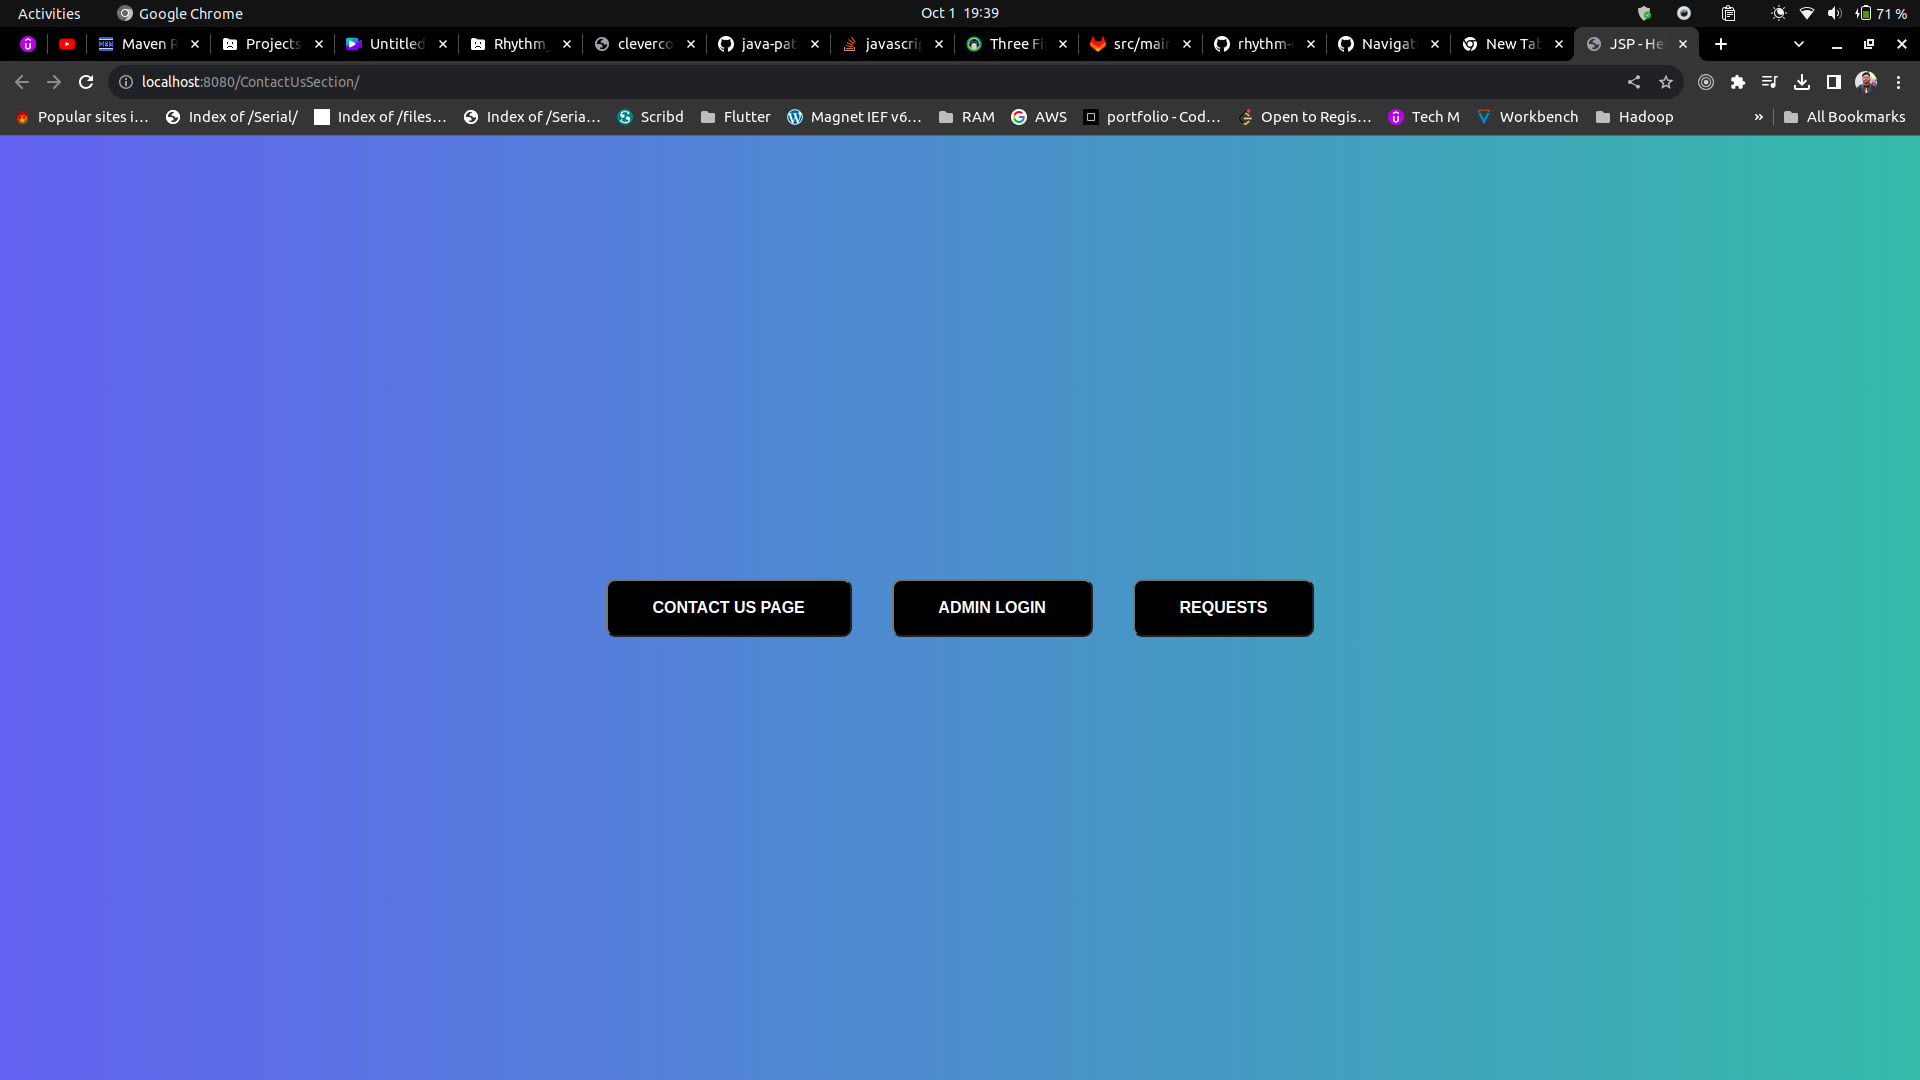 Activities Google Chrome Oct 1 19:39 71 %
Maven R Projects Untitled Rhythm_ cleverco java-pat javascrip Three Fi src/main rhythm- Navigat New Tab JSP - He
localhost:8080/ContactUsSection/
Popular sites i... Index of /Serial/ Index of /files... Index of /Seria... Scribd Flutter Magnet IEF v6... RAM AWS portfolio - Cod... Open to Regis... Tech M Workbench Hadoop » All Bookmarks
CONTACT US PAGE ADMIN LOGIN REQUESTS